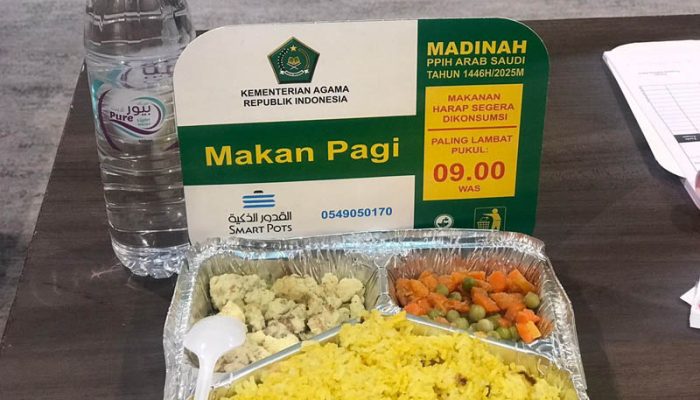 بيور
Pure
KEMENTERIAN AGAMA
REPUBLIK INDONESIA
Makan Pagi
القدور الذكية
SMART POTS
0549050170
MADINAH
PPIH ARAB SAUDI
TAHUN 1446H/2025M
MAKANAN
HARAP SEGERA
DIKONSUMSI
PALING LAMBAT
PUKUL:
09.00
WAS